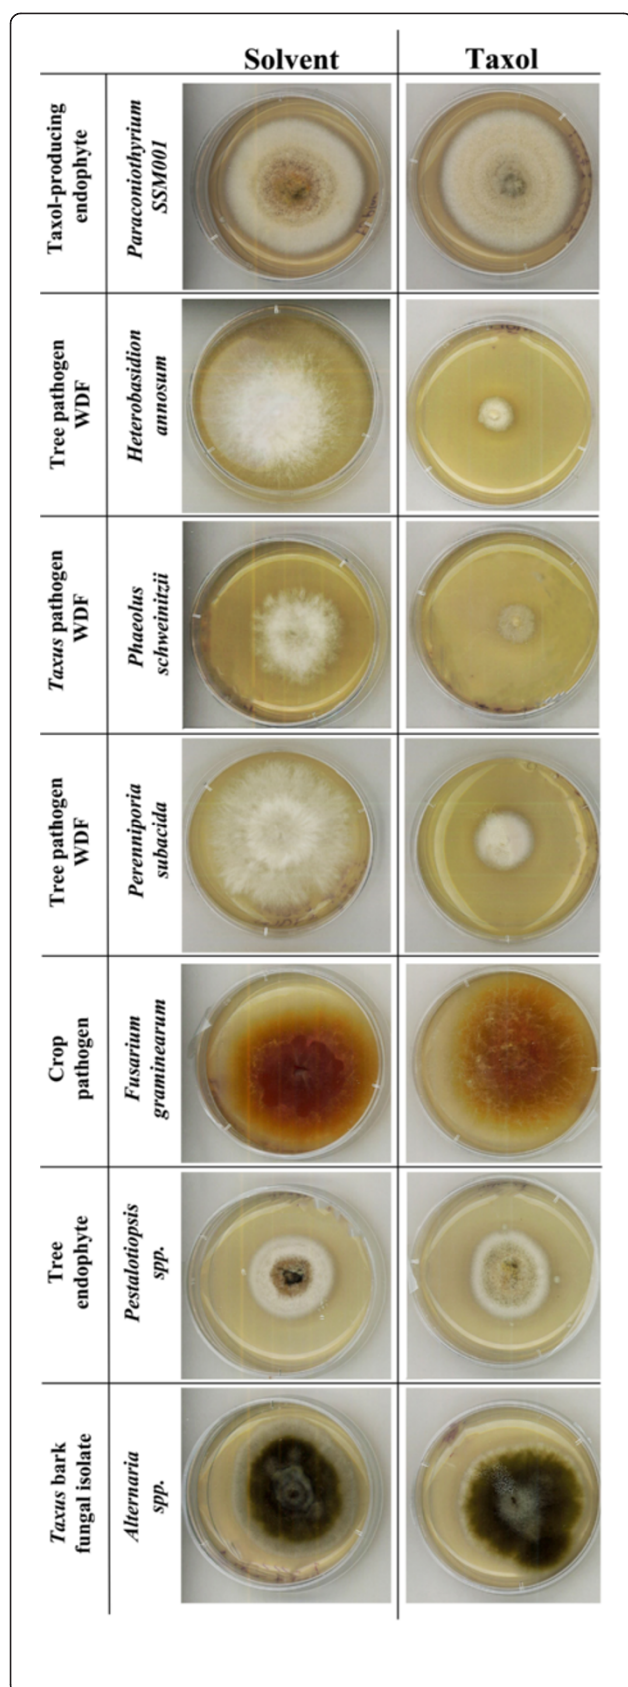 Solvent
Taxol
Taxol-producing
endophyte
Paraconiothyrium
SSM001
Tree pathogen
WDF
Heterobasidion
annosum
Taxus pathogen
WDF
Phaeolus
schweinitzii
Tree pathogen
WDF
Perenniporia
subacida
Crop
pathogen
Fusarium
graminearum
Tree
endophyte
Pestalotiopsis
spp.
Taxus bark
fungal isolate
Alternaria
spp.